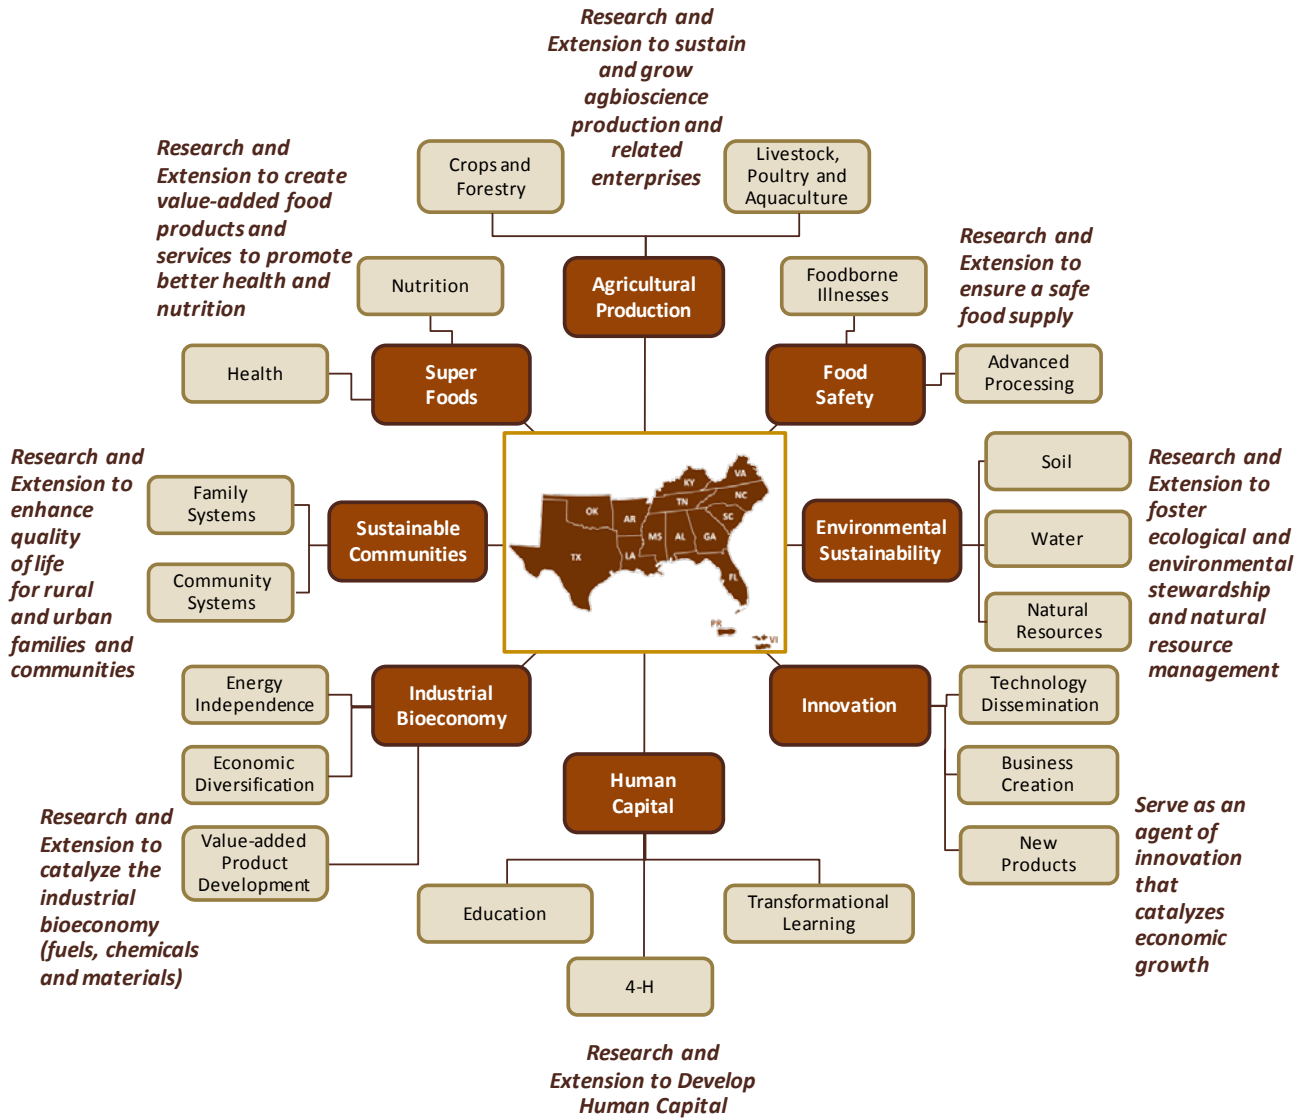 Research and
Extension to sustain
and grow
agbioscience
production and
related
enterprises
Crops and
Forestry
Livestock,
Poultry and
Aquaculture
Agricultural
Production
Research and
Extension to create
value-added food
products and
services to promote
better health and
nutrition
Nutrition
Health
Super
Foods
Foodborne
Illnesses
Research and
Extension to
ensure a safe
food supply
Food
Safety
Advanced
Processing
Research and
Extension to
enhance
quality
of life
for rural
and urban
families and
communities
Family
Systems
Community
Systems
Sustainable
Communities
KY
VA
TN
NC
OK
AR
SC
MS
AL
GA
TX
LA
FL
PR
VI
Environmental
Sustainability
Soil
Water
Natural
Resources
Research and
Extension to
foster
ecological and
environmental
stewardship
and natural
resource
management
Energy
Independence
Economic
Diversification
Value-added
Product
Development
Industrial
Bioeconomy
Research and
Extension to
catalyze the
industrial
bioeconomy
(fuels, chemicals
and materials)
Innovation
Technology
Dissemination
Business
Creation
New
Products
Serve as an
agent of
innovation
that
catalyzes
economic
growth
Human
Capital
Education
Transformational
Learning
4-H
Research and
Extension to Develop
Human Capital